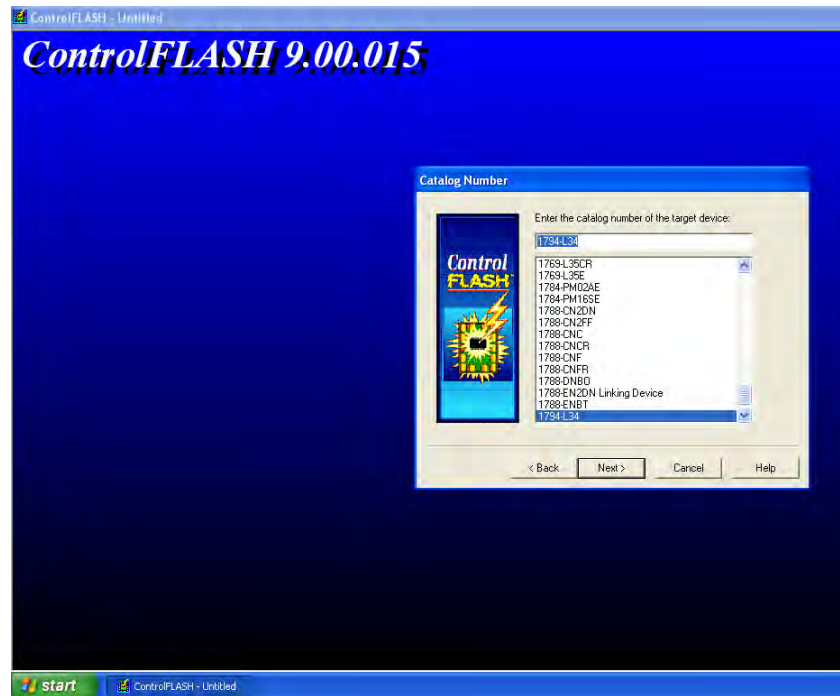 ControlFLASH - Untitled
ControlFLASH 9.00.015
Catalog Number
Enter the catalog number of the target device:
1794-L34
Control
FLASH
1769-L35CR
1769-L35E
1784-PM02AE
1784-PM16SE
1788-CN2DN
1788-CN2FF
1788-CNC
1788-CNCR
1788-CNF
1788-CNFR
1788-DNBO
1788-EN2DN Linking Device
1788-ENBT
1794-L34
< Back
Next >
Cancel
Help
start
ControlFLASH - Untitled